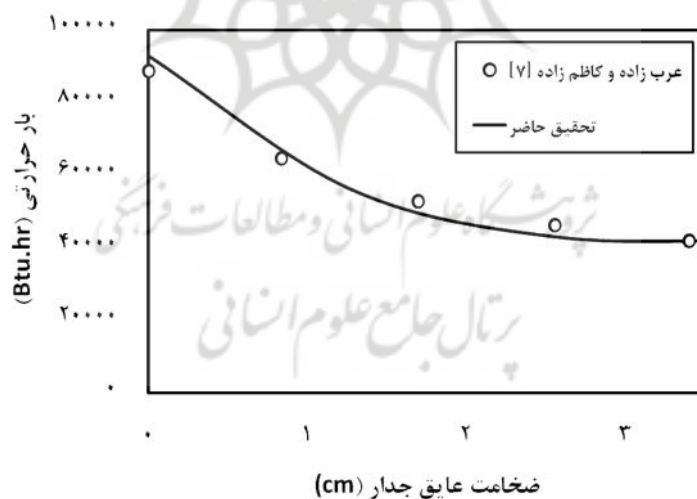 ۱۰۰۰۰۰
۸۰۰۰۰
۶۰۰۰۰
۴۰۰۰۰
۲۰۰۰۰
۰
بار حرارتی (Btu.hr)
عرب زاده و کاظم زاده [۷]
تحقیق حاضر
پژوهشگاه علوم انسانی و مطالعات فرهنگی
پرتال جامع علوم انسانی
۰ ۱ ۲ ۳
ضخامت عایق جدار (cm)